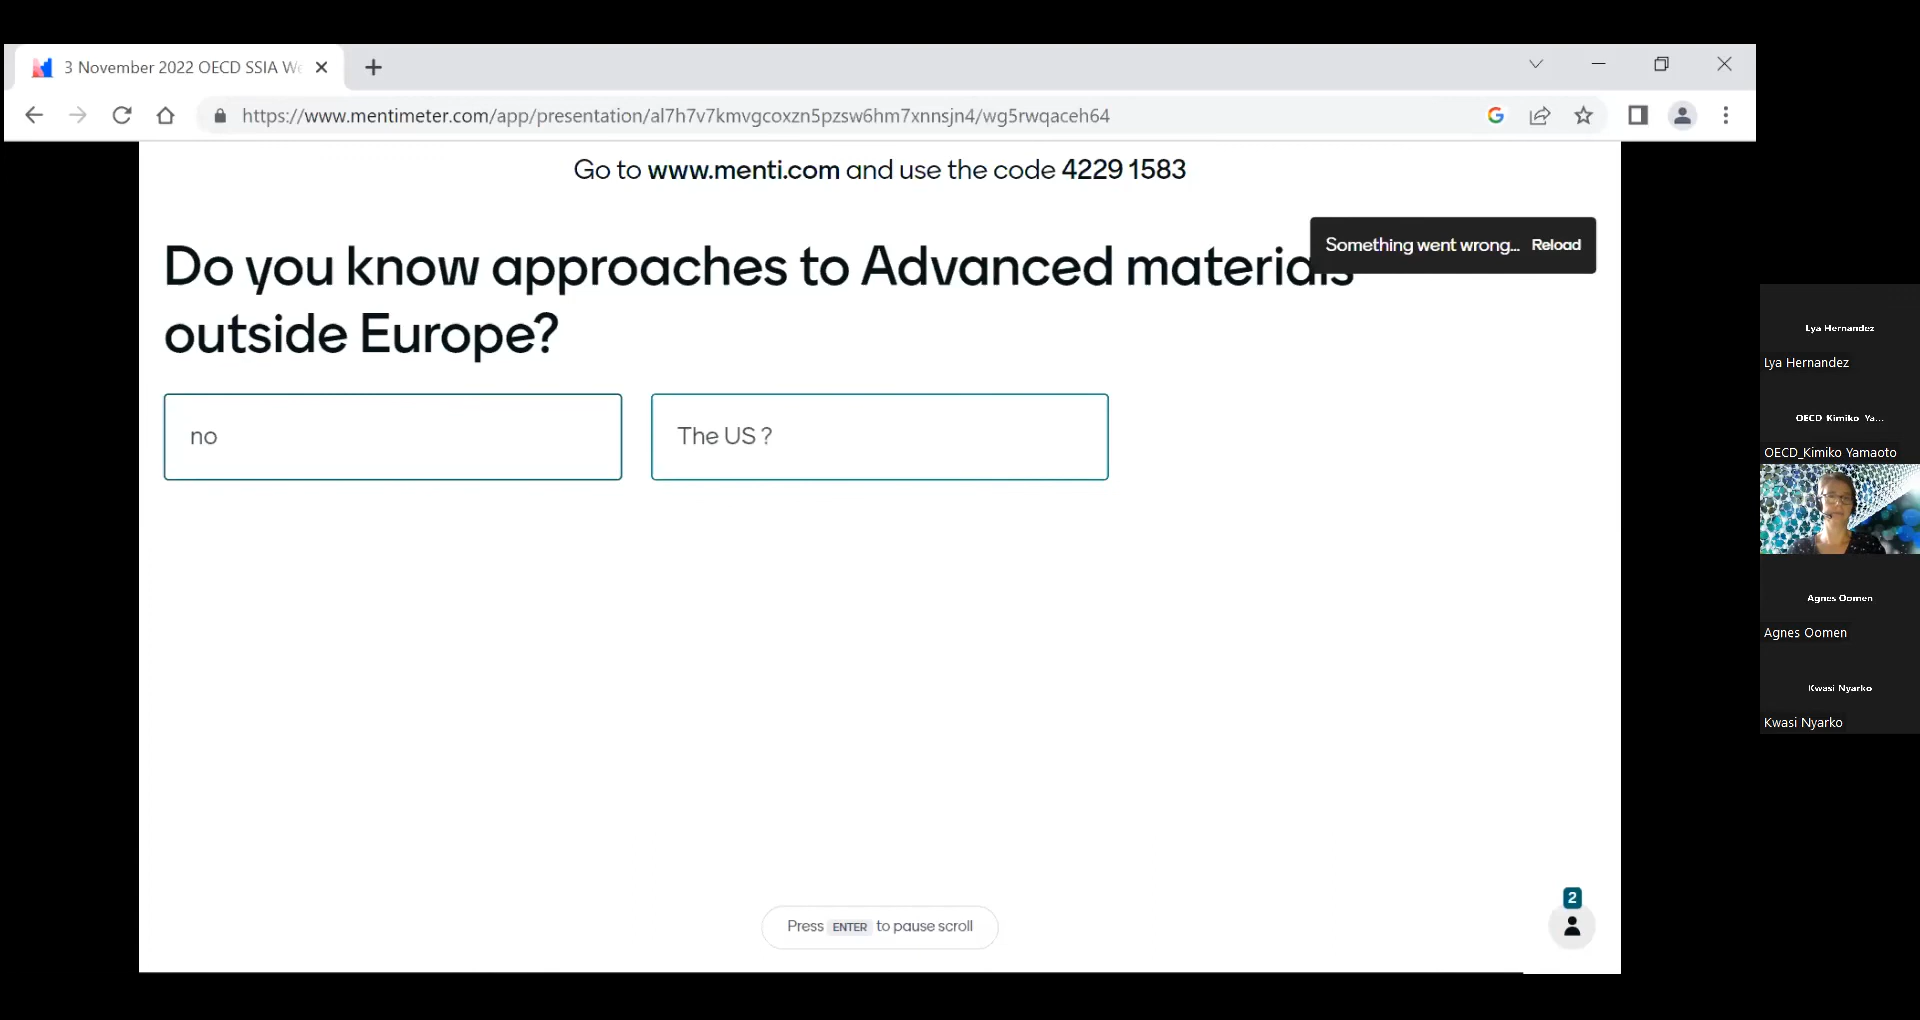 3 November 2022 OECD SSIA We
https://www.mentimeter.com/app/presentation/al7h7v7kmvgcoxzn5pzsw6hm7xnnsjn4/wg5rwqaceh64
Go to www.menti.com and use the code 4229 1583
Something went wrong... Reload
Do you know approaches to Advanced materials
outside Europe?
no
The US ?
Press ENTER to pause scroll
2
Lya Hernandez
Lya Hernandez
OECD_Kimiko Ya...
OECD_Kimiko Yamaoto
Agnes Oomen
Agnes Oomen
Kwasi Nyarko
Kwasi Nyarko